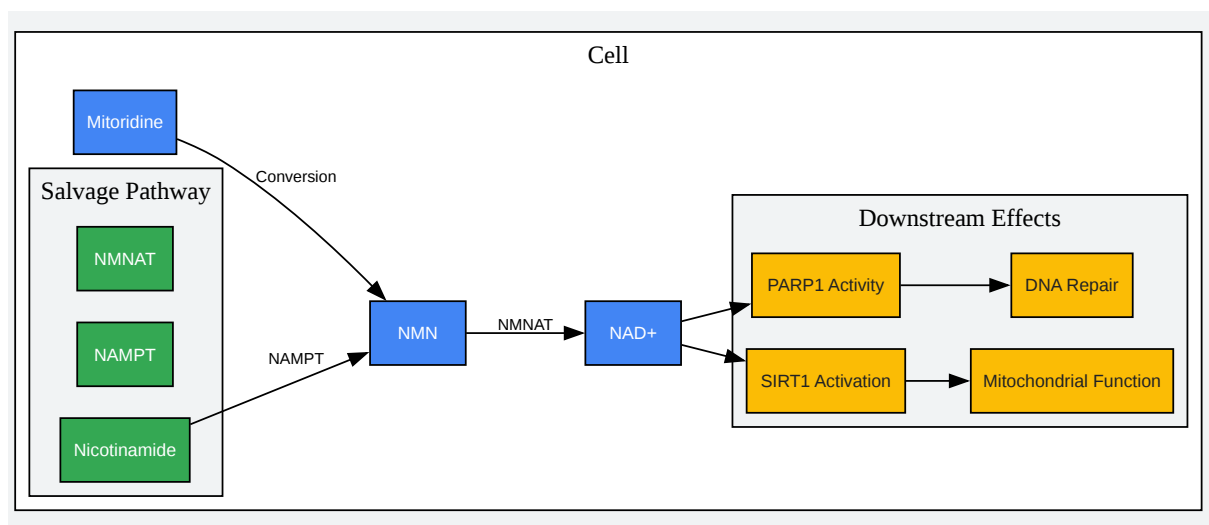 Cell
Mitoridine
Conversion
Salvage Pathway
NMNAT
NAMPT
Nicotinamide
NAMPT
NMN
NMNAT
NAD+
Downstream Effects
PARP1 Activity
DNA Repair
SIRT1 Activation
Mitochondrial Function